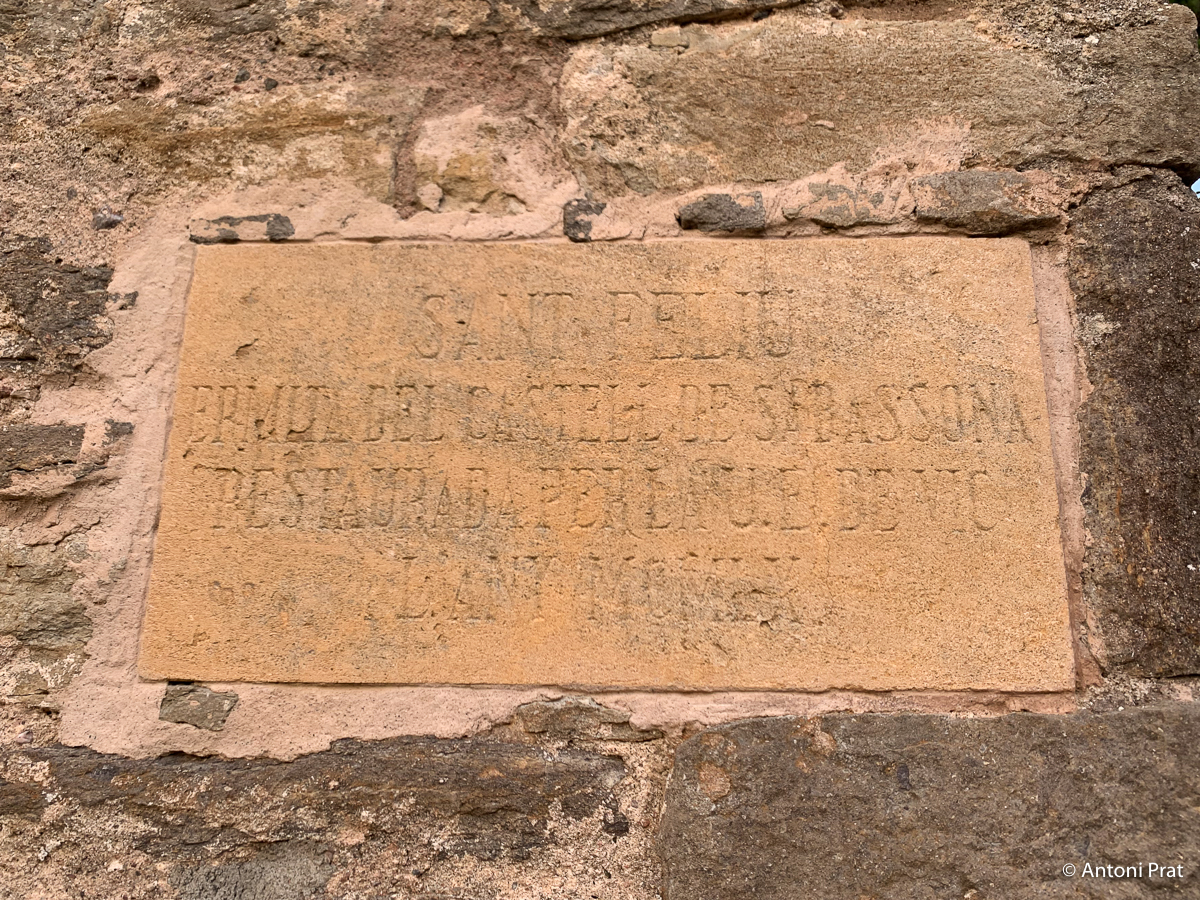 SANT FELIU
ERMITA DEL CASTELL DE SABASSONA
RESTAURADA PER LA U.E. DE VIC
L'ANY
© Antoni Prat